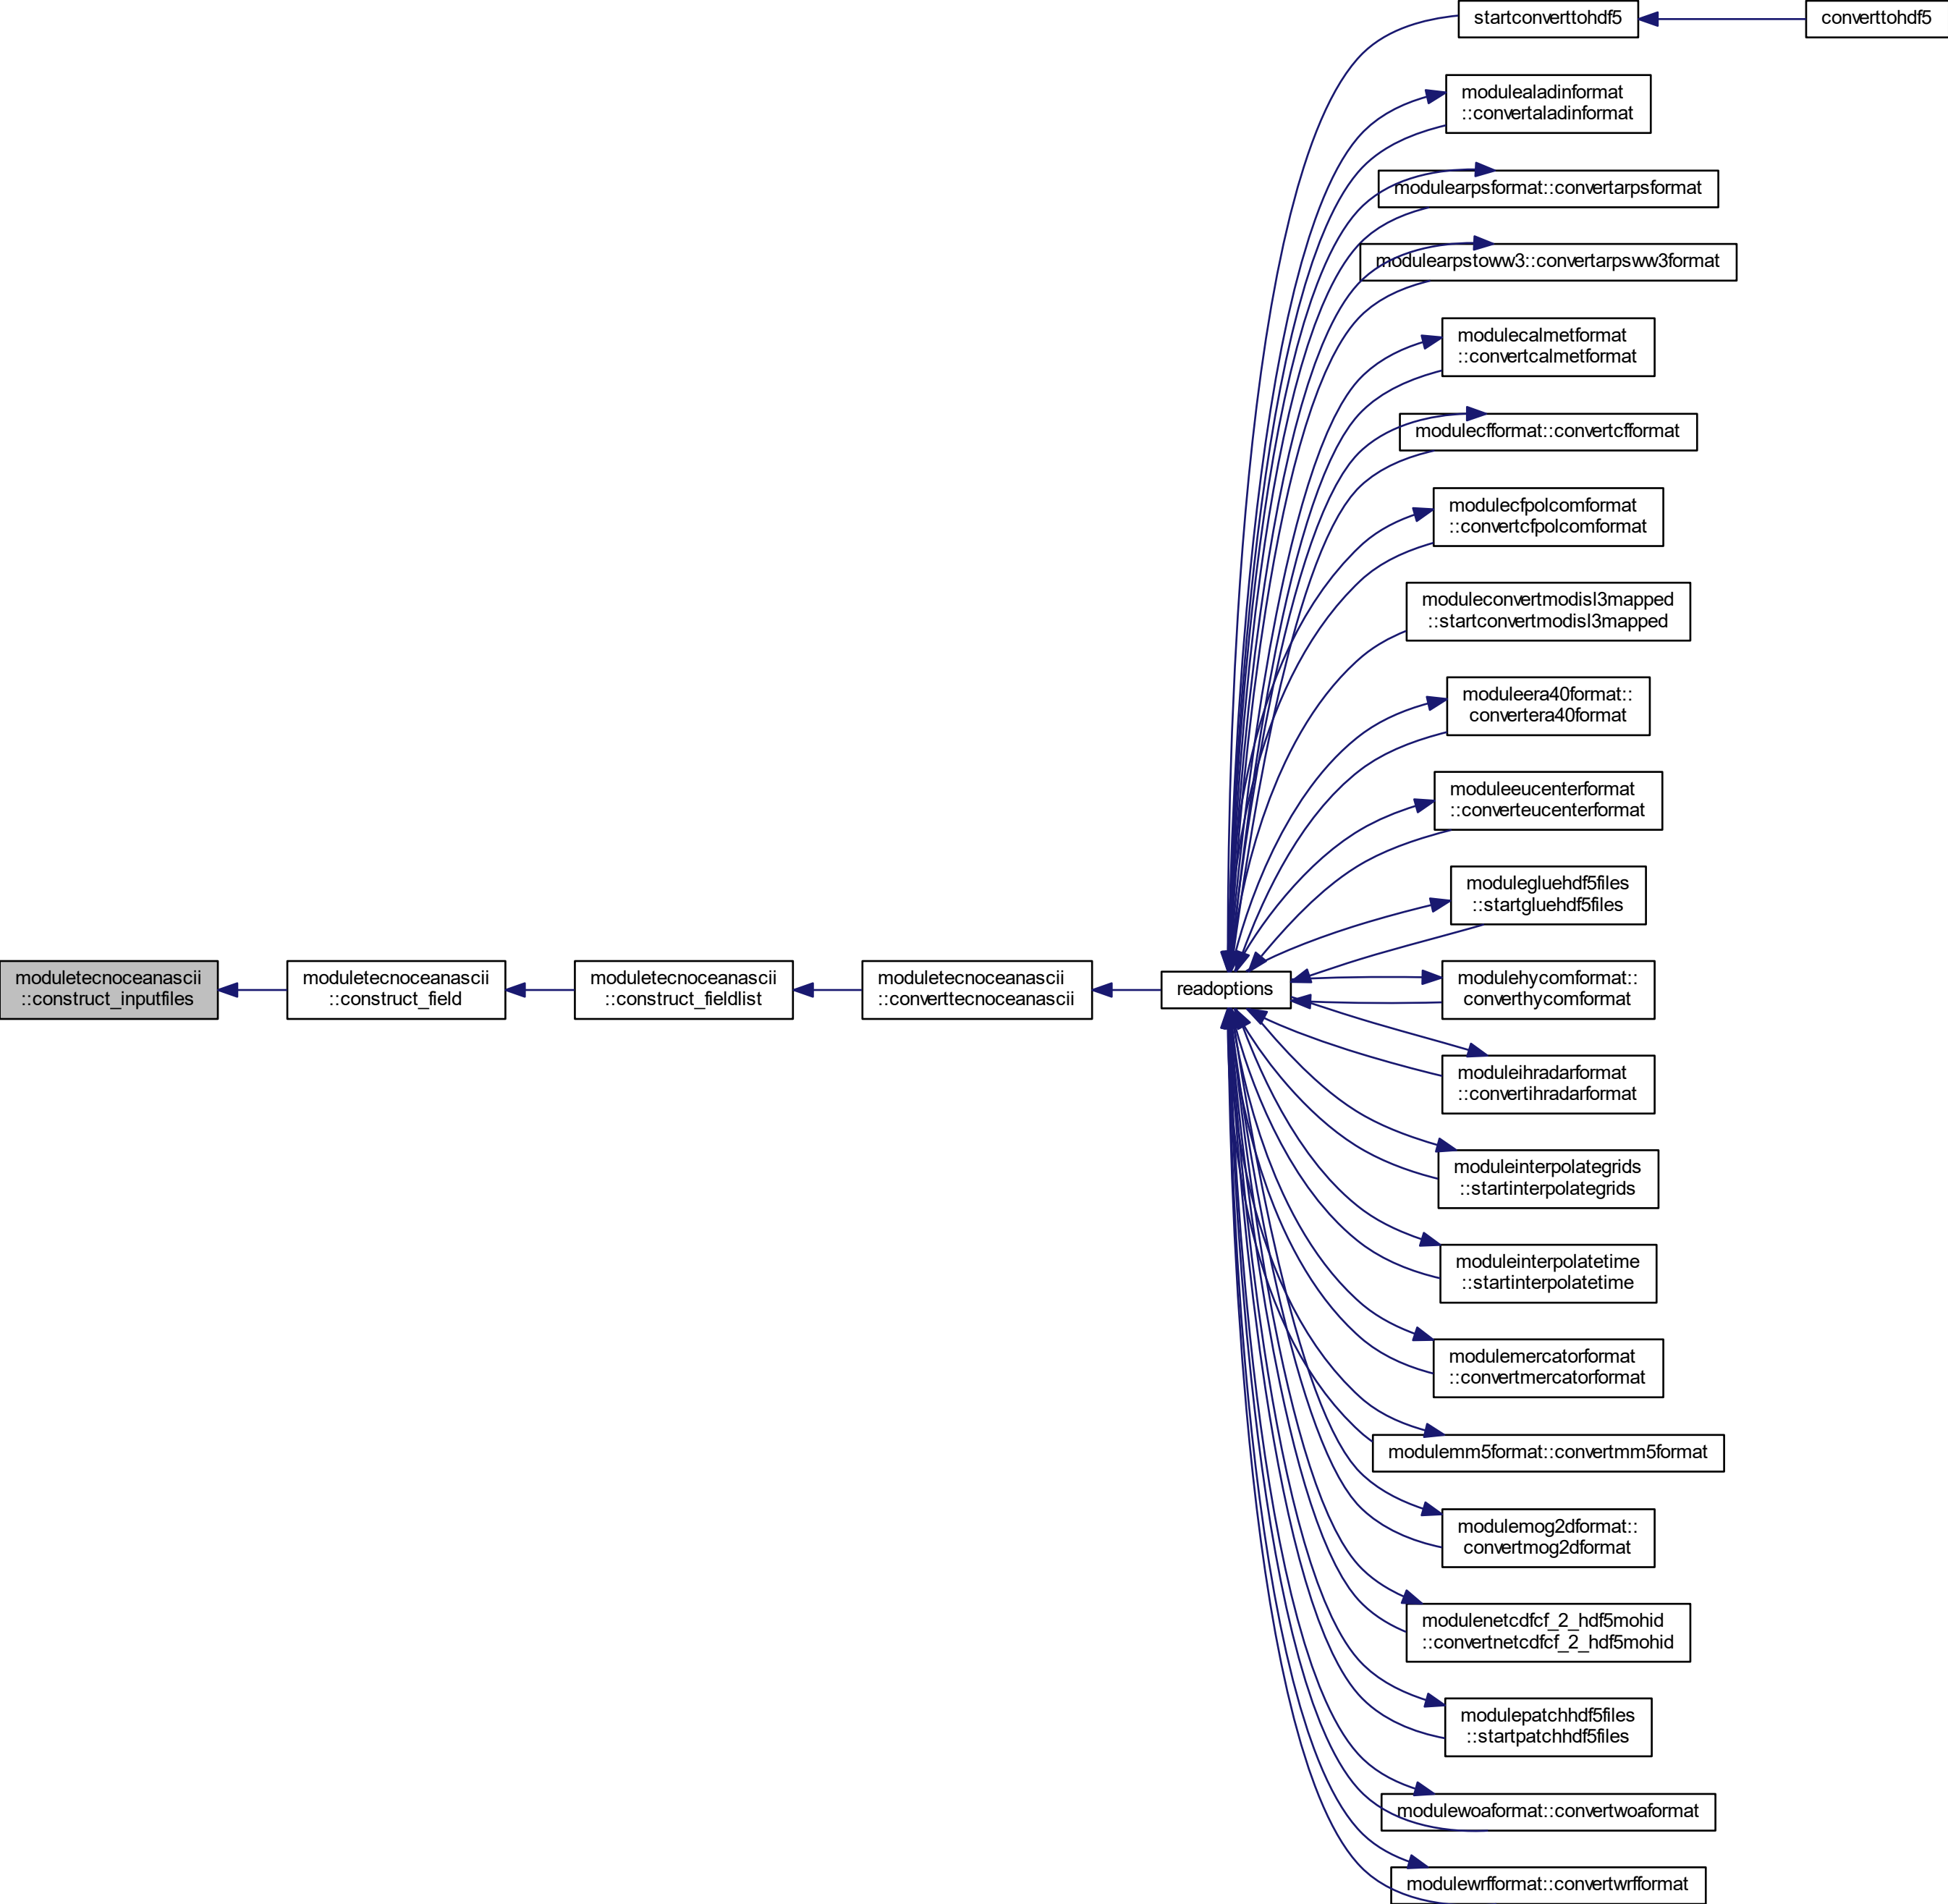 startconverttohdf5
converttohdf5
modulealadinformat
::convertaladinformat
modulearpsformat::convertarpsformat
modulearpstoww3::convertarpsww3format
modulecalmetformat
::convertcalmetformat
modulecfformat::convertcfformat
modulecfpolcomformat
::convertcfpolcomformat
moduleconvertmodisl3mapped
::startconvertmodisl3mapped
moduleera40format::
convertera40format
moduleeucenterformat
::converteucenterformat
modulegluehdf5files
::startgluehdf5files
moduletecnoceanascii
::construct_inputfiles
moduletecnoceanascii
::construct_field
moduletecnoceanascii
::construct_fieldlist
moduletecnoceanascii
::converttecnoceanascii
readoptions
modulehycomformat::
converthycomformat
moduleihradarformat
::convertihradarformat
moduleinterpolategrids
::startinterpolategrids
moduleinterpolatetime
::startinterpolatetime
modulemercatorformat
::convertmercatorformat
modulemm5format::convertmm5format
modulemog2dformat::
convertmog2dformat
modulenetcdfcf_2_hdf5mohid
::convertnetcdfcf_2_hdf5mohid
modulepatchhdf5files
::startpatchhdf5files
modulewoaformat::convertwoaformat
modulewrfformat::convertwrfformat